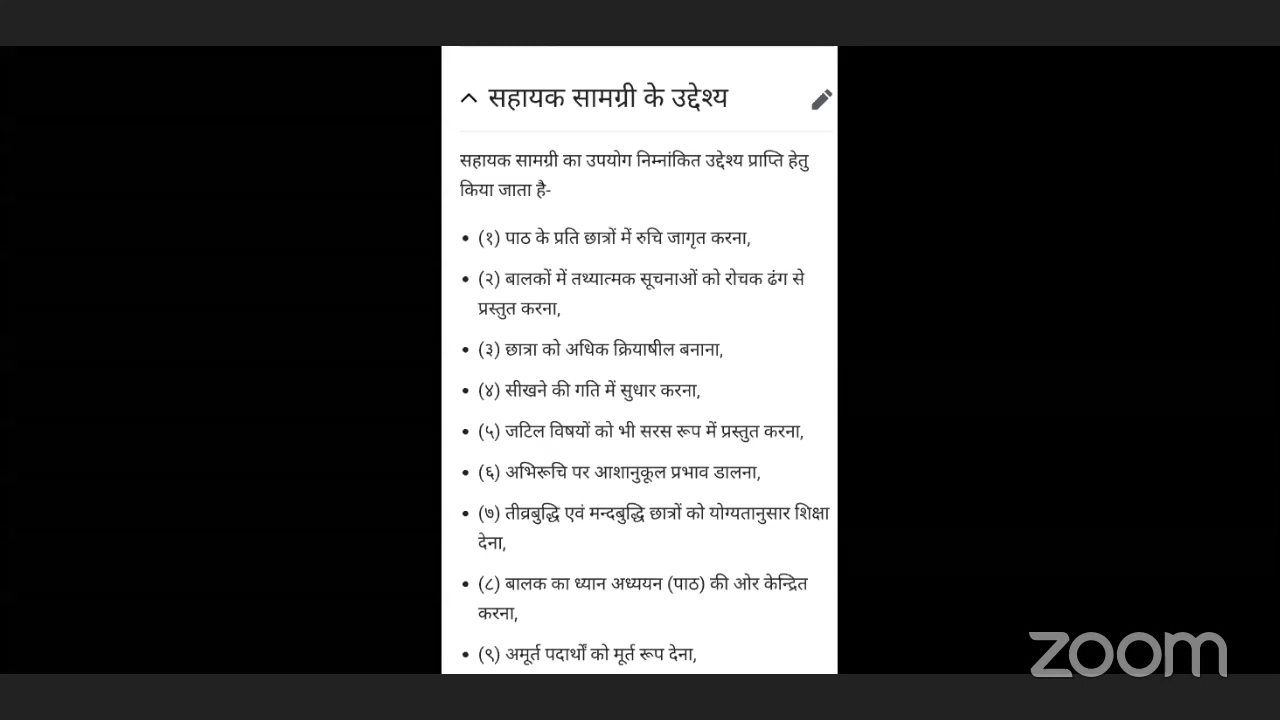 सहायक सामग्री के उद्देश्य
सहायक सामग्री का उपयोग निम्नांकित उद्देश्य प्राप्ति हेतु
किया जाता है-
• (१) पाठ के प्रति छात्रों में रुचि जागृत करना,
• (२) बालकों में तथ्यात्मक सूचनाओं को रोचक ढंग से
प्रस्तुत करना,
• (३) छात्रा को अधिक क्रियाषील बनाना,
• (४) सीखने की गति में सुधार करना,
• (५) जटिल विषयों को भी सरस रूप में प्रस्तुत करना,
• (६) अभिरूचि पर आशानुकूल प्रभाव डालना,
• (७) तीव्रबुद्धि एवं मन्दबुद्धि छात्रों को योग्यतानुसार शिक्षा
देना,
• (८) बालक का ध्यान अध्ययन (पाठ) की ओर केन्द्रित
करना,
• (९) अमूर्त पदार्थों को मूर्त रूप देना,
zoom